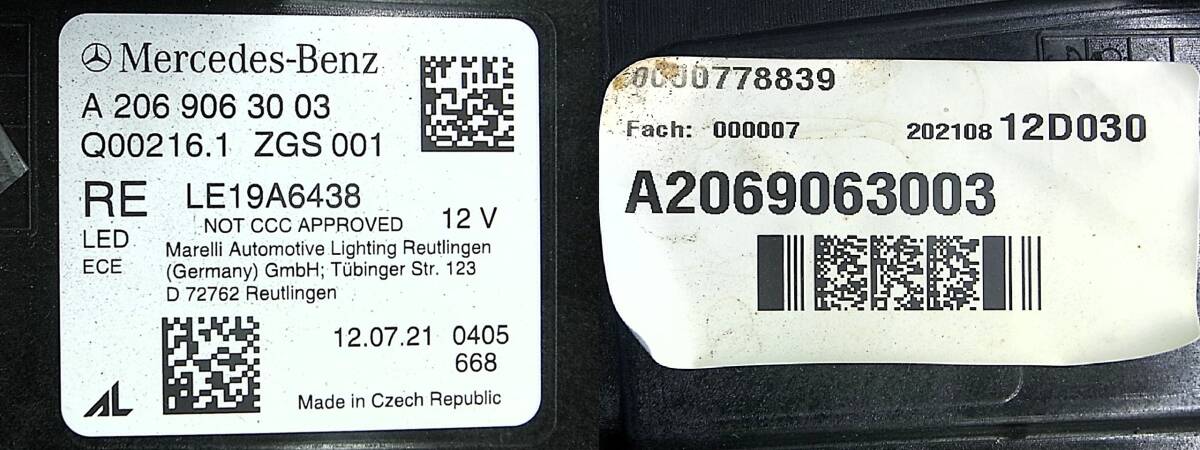 Mercedes-Benz
A 206 906 30 03
Q00216.1 ZGS 001
RE LE19A6438
NOT CCC APPROVED 12 V
LED
ECE
Marelli Automotive Lighting Reutlingen
(Germany) GmbH; Tübinger Str. 123
D 72762 Reutlingen
12.07.21 0405
668
AL
Made in Czech Republic
0000778839
Fach: 000007 202108 12D030
A2069063003